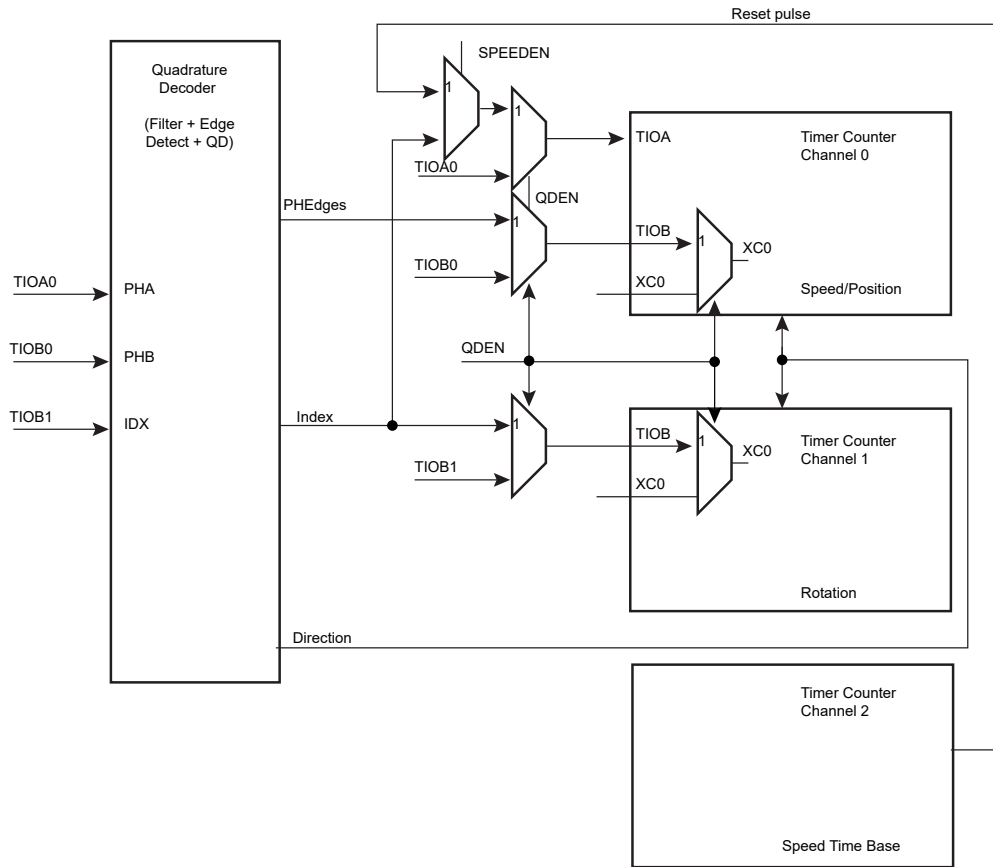 Reset pulse
SPEEDEN
Quadrature
Decoder
(Filter + Edge
Detect + QD)
1
1
TIOA
Timer Counter
Channel 0
TIOA0
QDEN
PHEdges
1
TIOB
1
XC0
TIOB0
XC0
Speed/Position
TIOA0
PHA
TIOB0
PHB
QDEN
TIOB1
IDX
Index
1
TIOB
1
XC0
Timer Counter
Channel 1
TIOB1
XC0
Rotation
Direction
Timer Counter
Channel 2
Speed Time Base